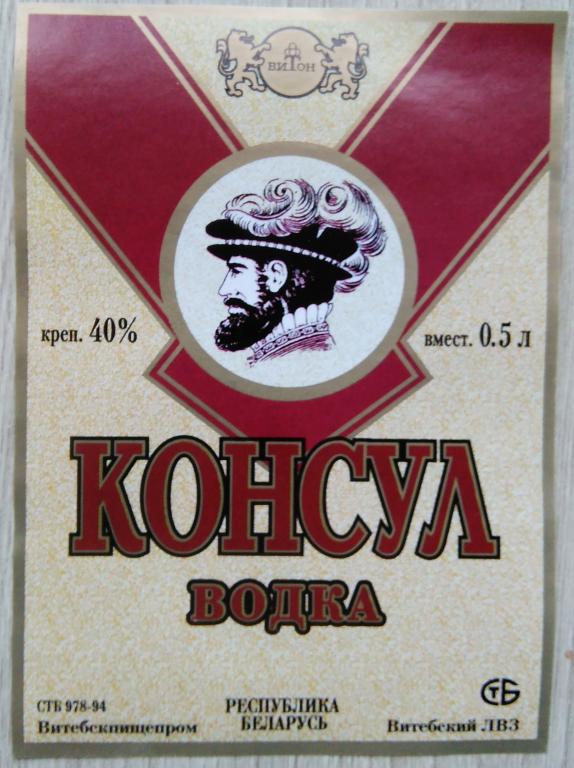 ВИТОН
креп. 40%
вмест. 0.5 л
КОНСУЛ
ВОДКА
СТБ
СТБ 978-94
РЕСПУБЛИКА
БЕЛАРУСЬ
Витебскпищепром
Витебский ЛВЗ